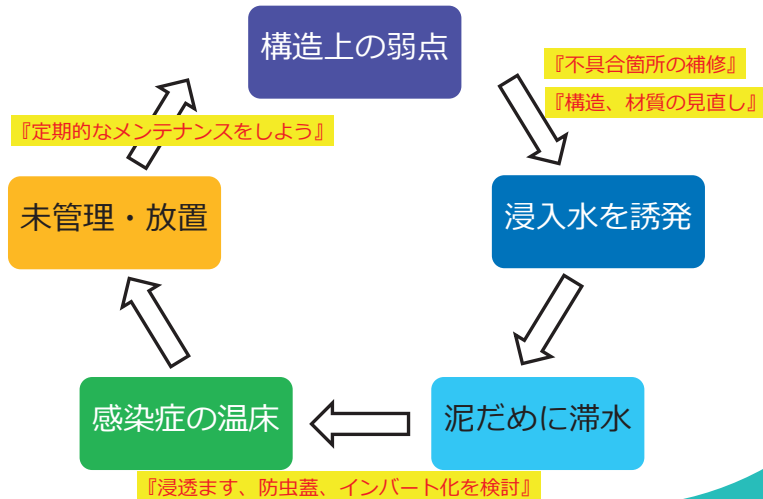 構造上の弱点
『不具合箇所の補修』
『構造、材質の見直し』
『定期的なメンテナンスをしよう』
未管理・放置
浸入水を誘発
感染症の温床
泥だめに滞水
『浸透ます、防虫蓋、インバート化を検討』